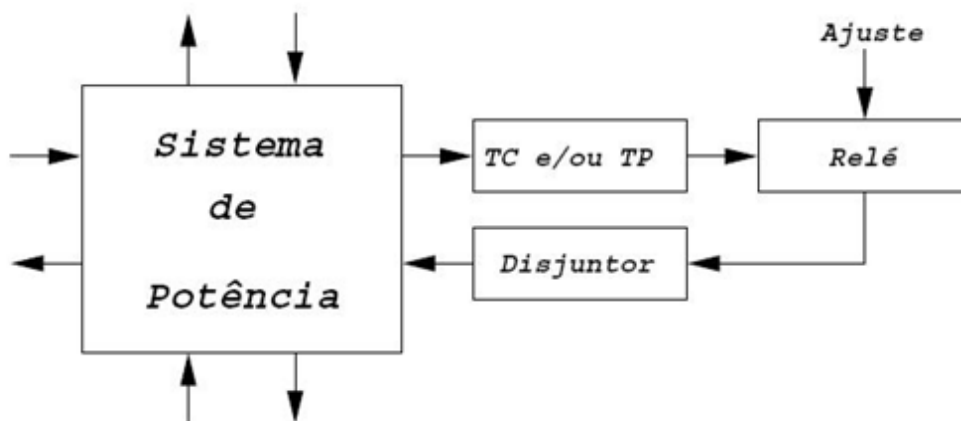 Ajuste
Sistema
de
Potência
TC e/ou TP
Relé
Disjuntor